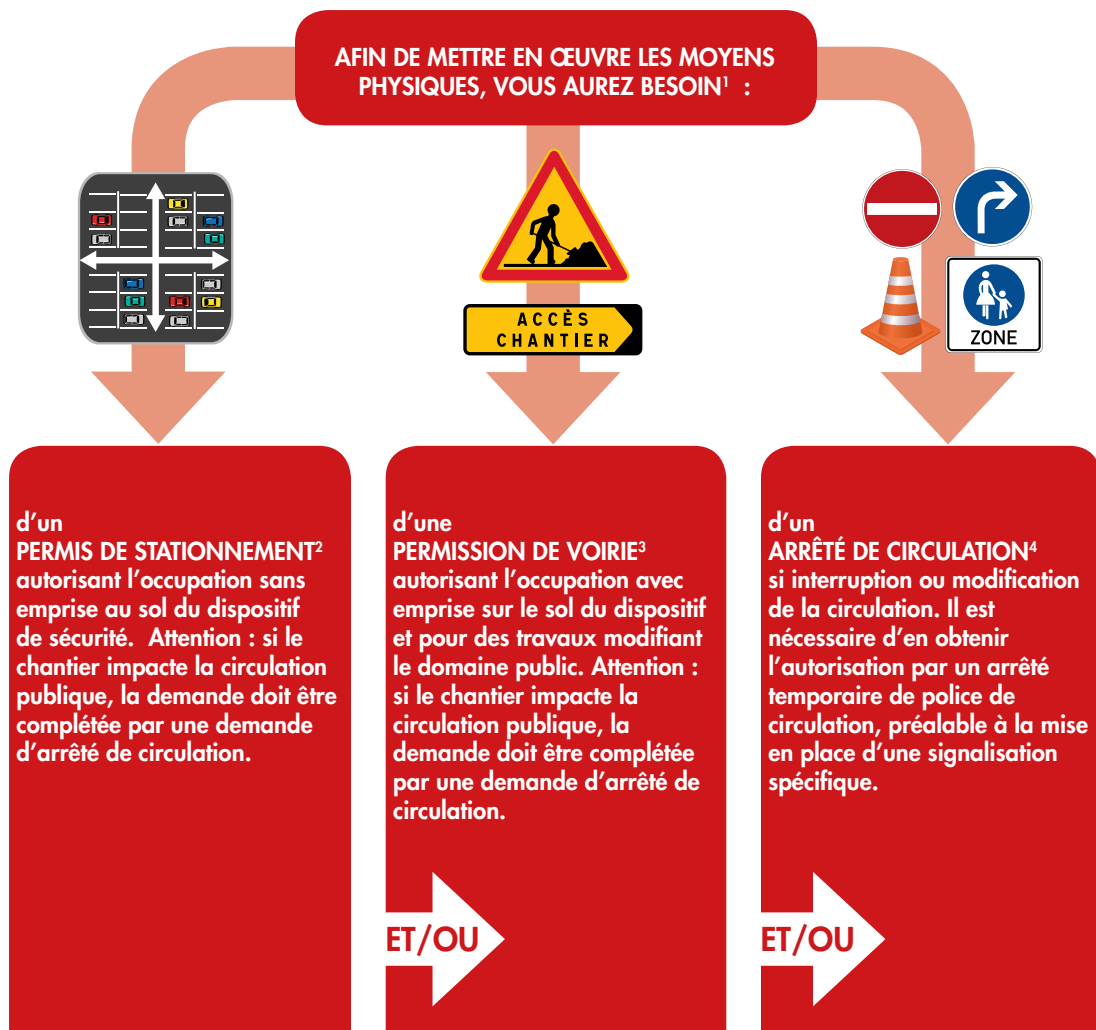 AFIN DE METTRE EN ŒUVRE LES MOYENS
PHYSIQUES, VOUS AUREZ BESOIN¹ :
ACCÈS
CHANTIER
ZONE
d’un
PERMIS DE STATIONNEMENT²
autorisant l’occupation sans
emprise au sol du dispositif
de sécurité. Attention : si le
chantier impacte la circulation
publique, la demande doit être
complétée par une demande
d’arrêté de circulation.
d’une
PERMISSION DE VOIRIE³
autorisant l’occupation avec
emprise sur le sol du dispositif
et pour des travaux modifiant
le domaine public. Attention :
si le chantier impacte la
circulation publique, la
demande doit être complétée
par une demande d’arrêté de
circulation.
ET/OU
d’un
ARRÊTÉ DE CIRCULATION⁴
si interruption ou modification
de la circulation. Il est
nécessaire d’en obtenir
l’autorisation par un arrêté
temporaire de police de
circulation, préalable à la mise
en place d’une signalisation
spécifique.
ET/OU